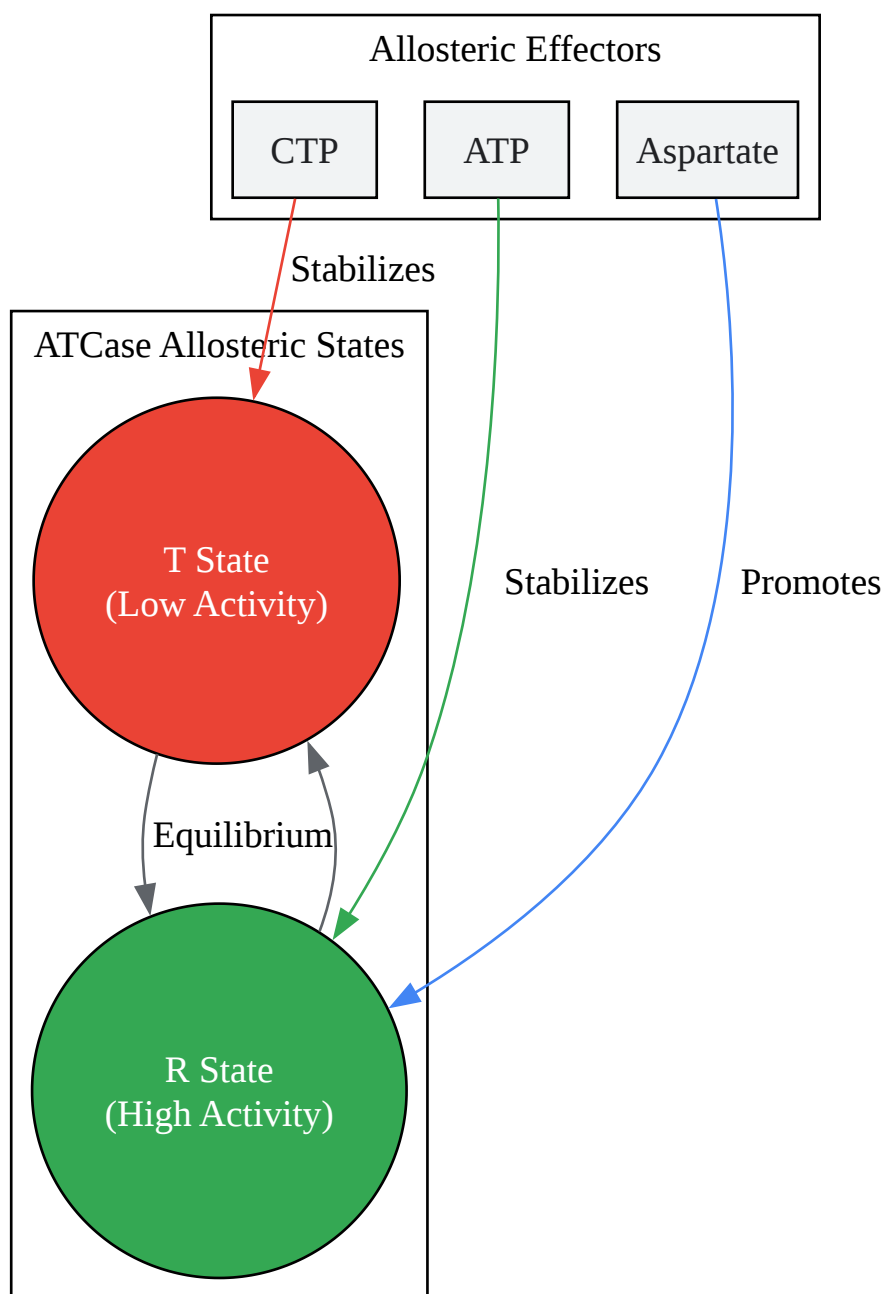 Allosteric Effectors
CTP
ATP
Aspartate
Stabilizes
ATCase Allosteric States
T State
(Low Activity)
Stabilizes
Promotes
Equilibrium
R State
(High Activity)